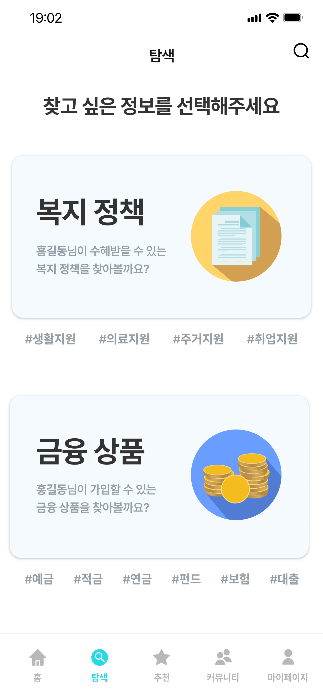 19:02
탐색
찾고 싶은 정보를 선택해주세요
복지 정책
홍길동님이 수혜받을 수 있는
복지 정책을 찾아볼까요?
#생활지원 #의료지원 #주거지원 #취업지원
금융 상품
홍길동님이 가입할 수 있는
금융 상품을 찾아볼까요?
#예금 #적금 #연금 #펀드 #보험 #대출
홈 탐색 추천 커뮤니티 마이페이지